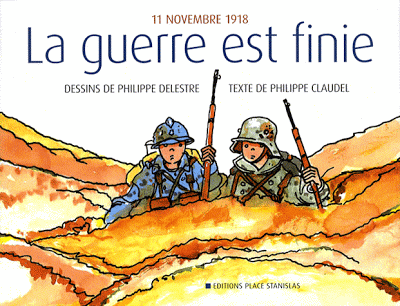 11 NOVEMBRE 1918
La guerre est finie
DESSINS DE PHILIPPE DELESTRE TEXTE DE PHILIPPE CLAUDEL
EDITIONS PLACE STANISLAS